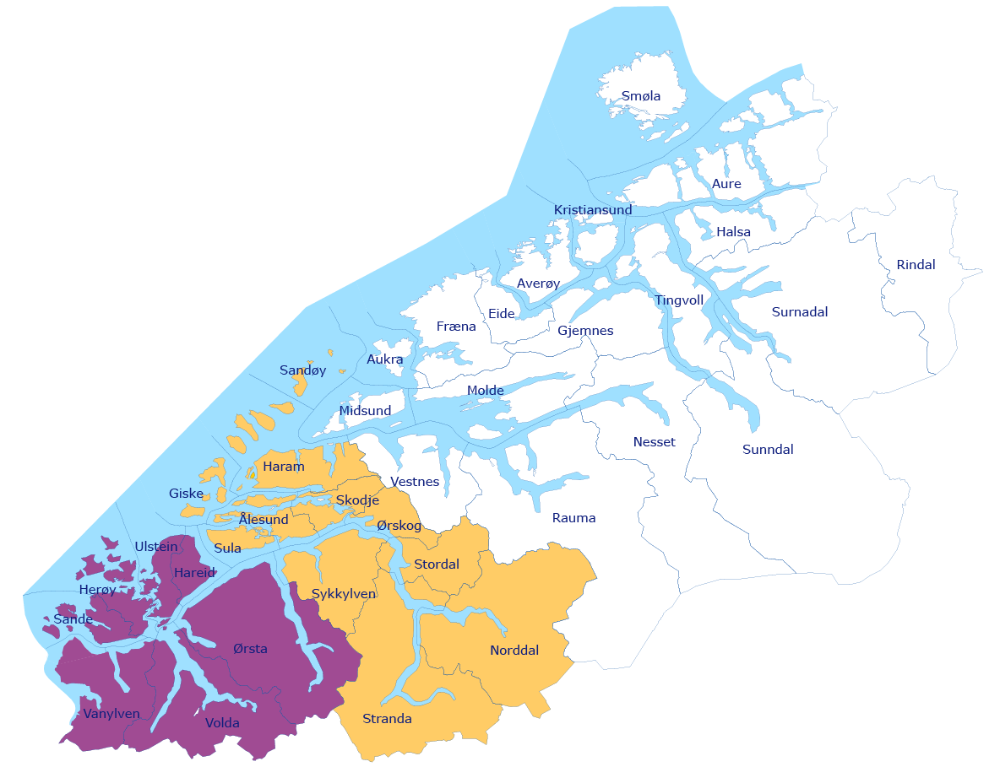 Smøla
Aure
Kristiansund
Halsa
Rindal
Averøy
Tingvoll
Eide
Surnadal
Fræna
Gjemnes
Aukra
Sandøy
Molde
Midsund
Nesset
Sunndal
Haram
Vestnes
Giske
Skodje
Rauma
Ålesund
Ørskog
Ulstein
Sula
Stordal
Hareid
Herøy
Sykkylven
Sande
Ørsta
Norddal
Vanylven
Stranda
Volda